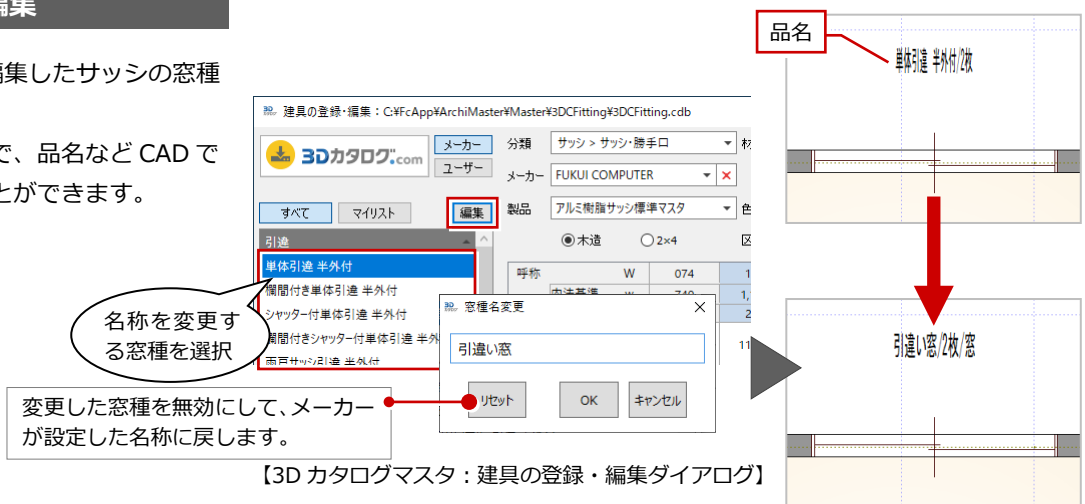 編集
編集したサッシの窓種
で、品名など CAD で
とができます。
建具の登録・編集：C:¥FcApp¥ArchiMaster¥Master¥3DCFitting¥3DCFitting.cdb
3Dカタログ.com
メーカー
ユーザー
すべて
マイリスト
編集
分類
サッシ > サッシ・勝手口
メーカー
FUKUI COMPUTER
製品
アルミ樹脂サッシ標準マスタ
色
木造
2×4
区
呼称
W
074
引違
単体引違 半外付
欄間付き単体引違 半外付
シャッター付単体引違 半外付
欄間付きシャッター付単体引違 半外
雨戸サッシ引違 半外付
名称を変更す
る窓種を選択
窓種名変更
引違い窓
リセット
OK
キャンセル
変更した窓種を無効にして、メーカー
が設定した名称に戻します。
【3D カタログマスタ：建具の登録・編集ダイアログ】
品名
単体引違 半外付/2枚
引違い窓/2枚/窓